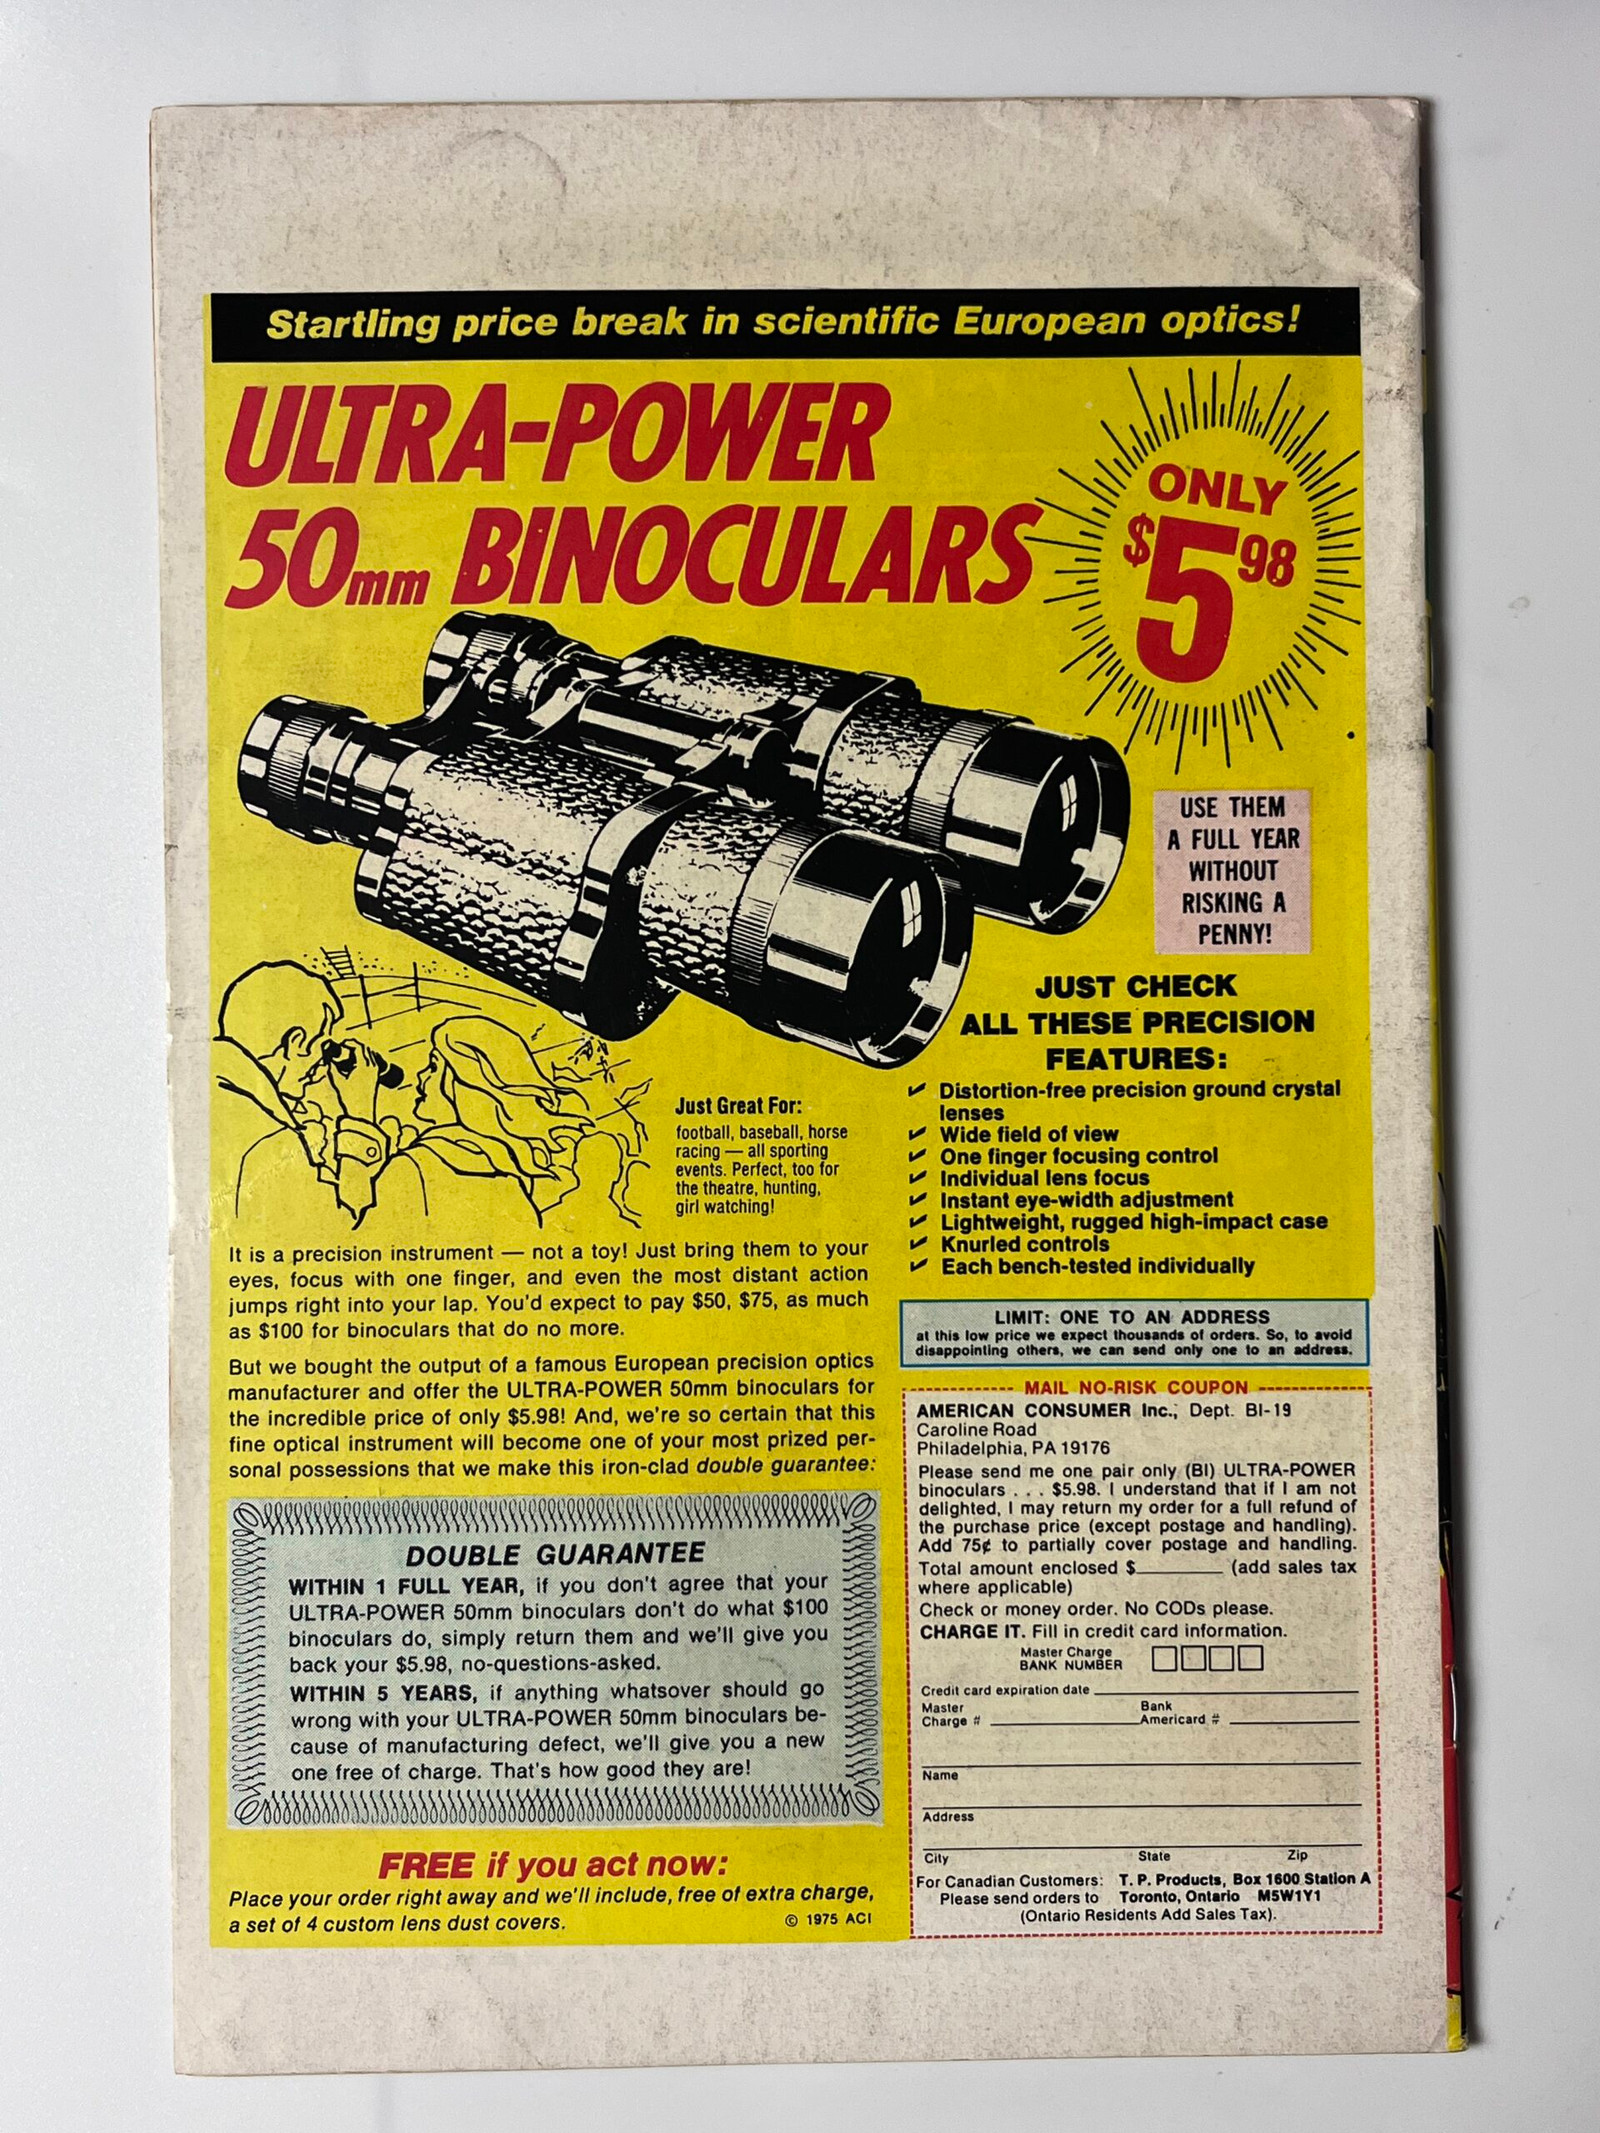 Startling price break in scientific European optics!
ULTRA-POWER
50mm BINOCULARS
ONLY
$5 98
USE THEM
A FULL YEAR
WITHOUT
RISKING A
PENNY!
JUST CHECK
ALL THESE PRECISION
FEATURES:
✓ Distortion-free precision ground crystal
lenses
✓ Wide field of view
✓ One finger focusing control
✓ Individual lens focus
✓ Instant eye-width adjustment
✓ Lightweight, rugged high-impact case
✓ Knurled controls
✓ Each bench-tested individually
Just Great For:
football, baseball, horse
racing — all sporting
events. Perfect, too for
the theatre, hunting,
girl watching!
It is a precision instrument — not a toy! Just bring them to your
eyes, focus with one finger, and even the most distant action
jumps right into your lap. You'd expect to pay $50, $75, as much
as $100 for binoculars that do no more.
But we bought the output of a famous European precision optics
manufacturer and offer the ULTRA-POWER 50mm binoculars for
the incredible price of only $5.98! And, we're so certain that this
fine optical instrument will become one of your most prized per-
sonal possessions that we make this iron-clad double guarantee:
DOUBLE GUARANTEE
WITHIN 1 FULL YEAR, if you don't agree that your
ULTRA-POWER 50mm binoculars don't do what $100
binoculars do, simply return them and we'll give you
back your $5.98, no-questions-asked.
WITHIN 5 YEARS, if anything whatsover should go
wrong with your ULTRA-POWER 50mm binoculars be-
cause of manufacturing defect, we'll give you a new
one free of charge. That's how good they are!
FREE if you act now:
Place your order right away and we'll include, free of extra charge,
a set of 4 custom lens dust covers.
© 1975 ACI
LIMIT: ONE TO AN ADDRESS
at this low price we expect thousands of orders. So, to avoid
disappointing others, we can send only one to an address.
MAIL NO-RISK COUPON
AMERICAN CONSUMER Inc., Dept. BI-19
Caroline Road
Philadelphia, PA 19176
Please send me one pair only (BI) ULTRA-POWER
binoculars . . . $5.98. I understand that if I am not
delighted, I may return my order for a full refund of
the purchase price (except postage and handling).
Add 75¢ to partially cover postage and handling.
Total amount enclosed $________ (add sales tax
where applicable)
Check or money order. No CODs please.
CHARGE IT. Fill in credit card information.
Master Charge
BANK NUMBER
Credit card expiration date
Master Bank
Charge # Americard #
Name
Address
City State Zip
For Canadian Customers: T. P. Products, Box 1600 Station A
Please send orders to Toronto, Ontario M5W1Y1
(Ontario Residents Add Sales Tax).